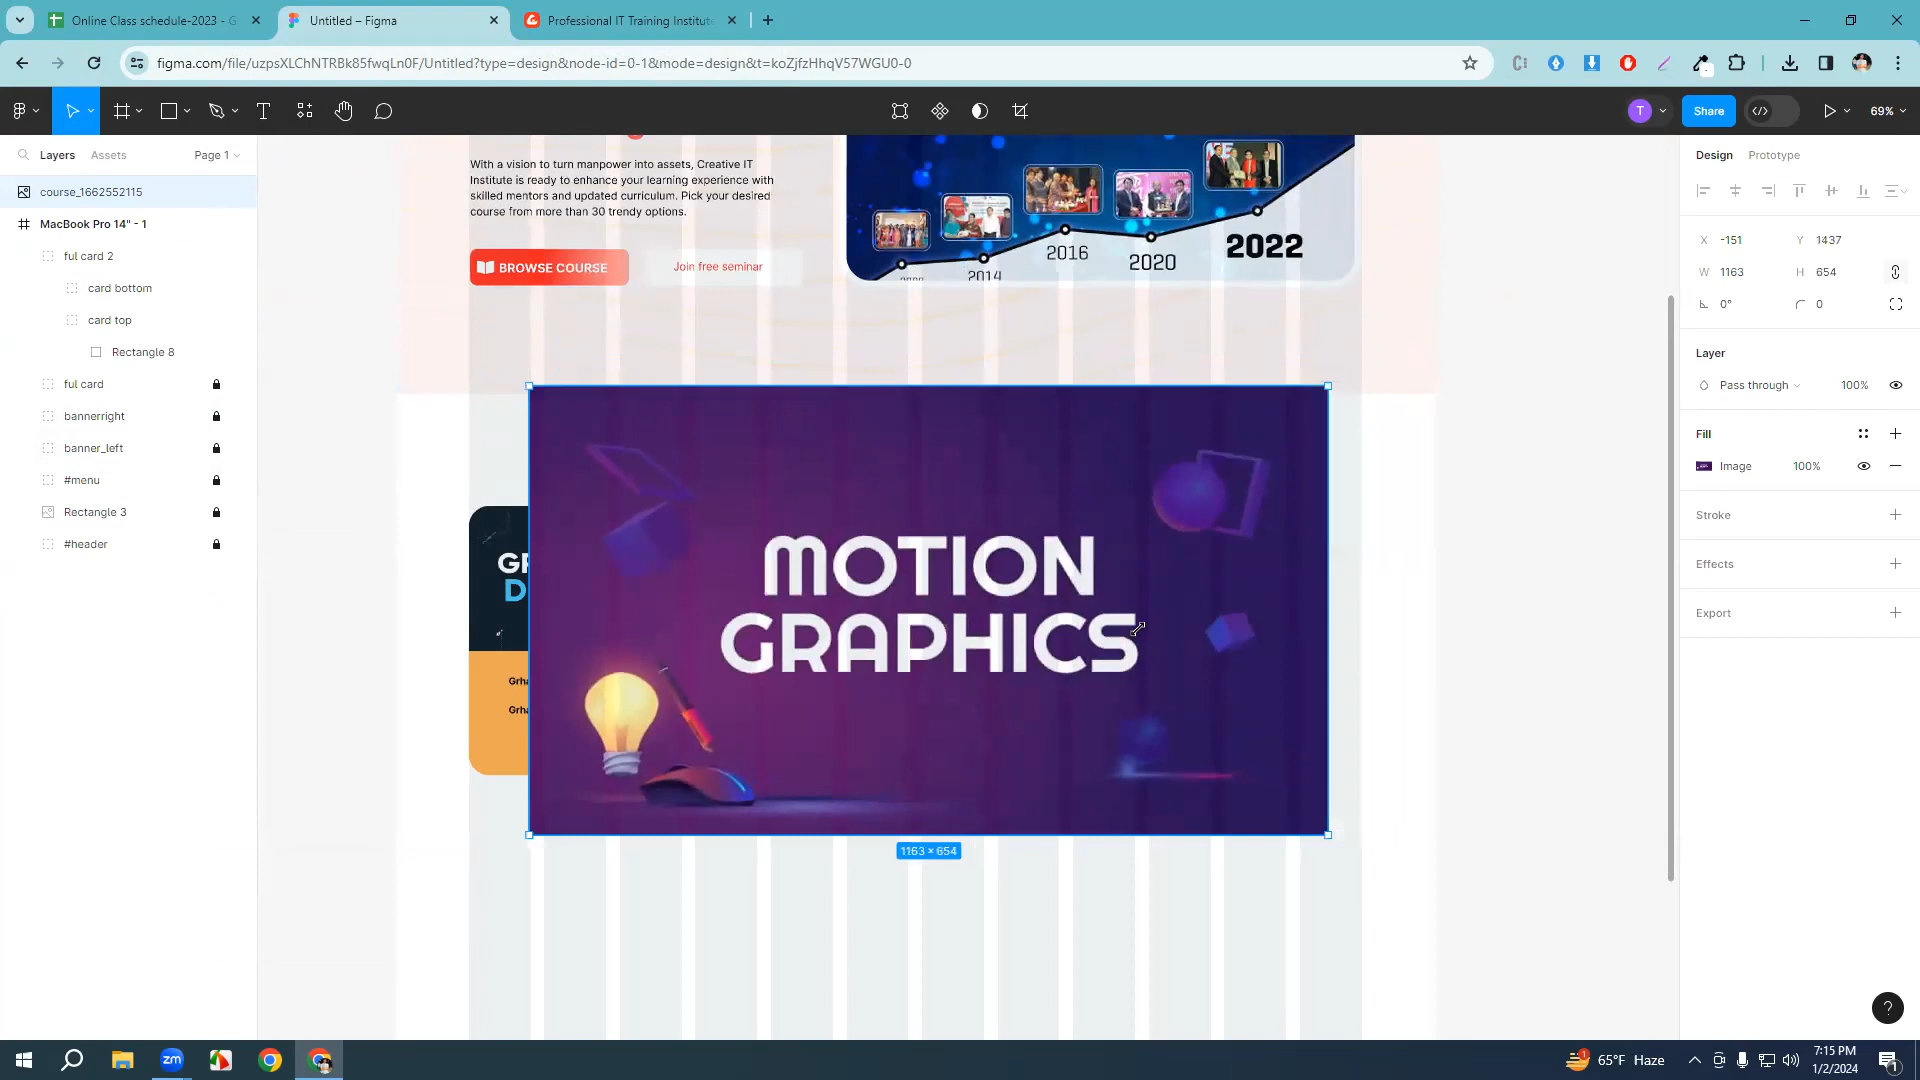 Online Class schedule-2023 - G
Untitled – Figma
Professional IT Training Institute
figma.com/file/uzpsXLChNTRBk85fwqLn0F/Untitled?type=design&node-id=0-1&mode=design&t=koZjfzHhqV57WGU0-0
T
Share
69%
Layers
Assets
Page 1
course_1662552115
MacBook Pro 14" - 1
ful card 2
card bottom
card top
Rectangle 8
ful card
bannerright
banner_left
#menu
Rectangle 3
#header
With a vision to turn manpower into assets, Creative IT
Institute is ready to enhance your learning experience with
skilled mentors and updated curriculum. Pick your desired
course from more than 30 trendy options.
BROWSE COURSE
Join free seminar
2014
2016
2020
2022
GR
D
Grha
Grha
MOTION
GRAPHICS
1163 × 654
Design
Prototype
X -151
Y 1437
W 1163
H 654
0°
0
Layer
Pass through
100%
Fill
Image
100%
Stroke
Effects
Export
?
zm
65°F Haze
7:15 PM
1/2/2024